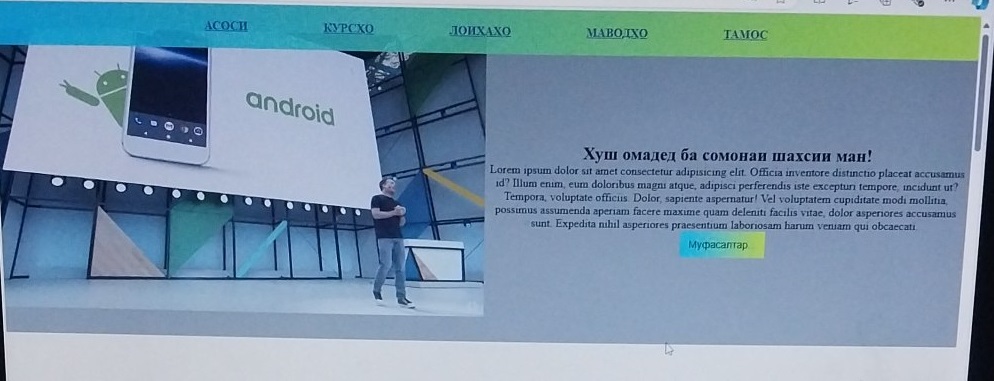 АСОСИ КУРСХО ЛОИХАХО МАВОДХО ТАМОС
android
Хуш омадед ба сомонаи шахсии ман!
Lorem ipsum dolor sit amet consectetur adipisicing elit. Officia inventore distinctio placeat accusamus
id? Illum enim, eum doloribus magni atque, adipisci perferendis iste excepturi tempore, incidunt ut?
Tempora, voluptate officiis. Dolor, sapiente aspernatur! Vel voluptatem cupiditate modi mollitia,
possimus assumenda aperiam facere maxime quam deleniti facilis vitae, dolor asperiores accusamus
sunt. Expedita nihil asperiores praesentium laboriosam harum veniam qui obcaecati.
Муфасалтар...